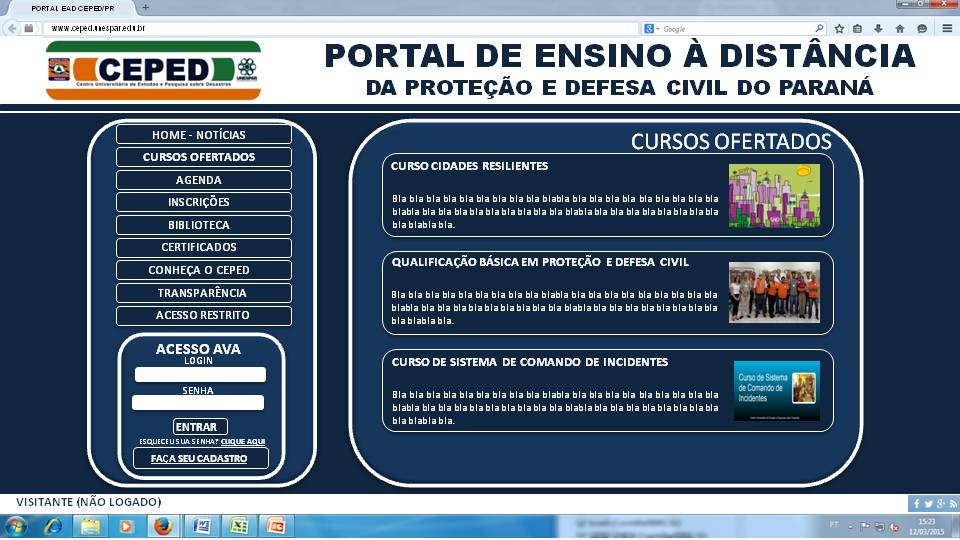 PORTAL EAD CEPED/PR
www.ceped.unespar.edu.br
Google
CEPED
UNESPAR
Centro Universitário de Estudos e Pesquisa sobre Desastres
PORTAL DE ENSINO À DISTÂNCIA
DA PROTEÇÃO E DEFESA CIVIL DO PARANÁ
HOME - NOTÍCIAS
CURSOS OFERTADOS
AGENDA
INSCRIÇÕES
BIBLIOTECA
CERTIFICADOS
CONHEÇA O CEPED
TRANSPARÊNCIA
ACESSO RESTRITO
ACESSO AVA
LOGIN
SENHA
ENTRAR
ESQUECEU SUA SENHA? CLIQUE AQUI
FAÇA SEU CADASTRO
CURSOS OFERTADOS
CURSO CIDADES RESILIENTES
Bla bla bla bla bla bla bla bla bla blabla bla bla bla bla bla bla bla bla bla
blabla bla bla bla bla bla bla bla bla blabla bla bla bla bla bla bla bla bla
bla blabla bla.
QUALIFICAÇÃO BÁSICA EM PROTEÇÃO E DEFESA CIVIL
Bla bla bla bla bla bla bla bla bla blabla bla bla bla bla bla bla bla bla bla
blabla bla bla bla bla bla bla bla bla blabla bla bla bla bla bla bla bla bla
bla blabla bla.
CURSO DE SISTEMA DE COMANDO DE INCIDENTES
Bla bla bla bla bla bla bla bla bla blabla bla bla bla bla bla bla bla bla bla
blabla bla bla bla bla bla bla bla bla blabla bla bla bla bla bla bla bla bla
bla blabla bla.
Curso de Sistema
de Comando de
Incidentes
VISITANTE (NÃO LOGADO)
PT
15:23
12/03/2015